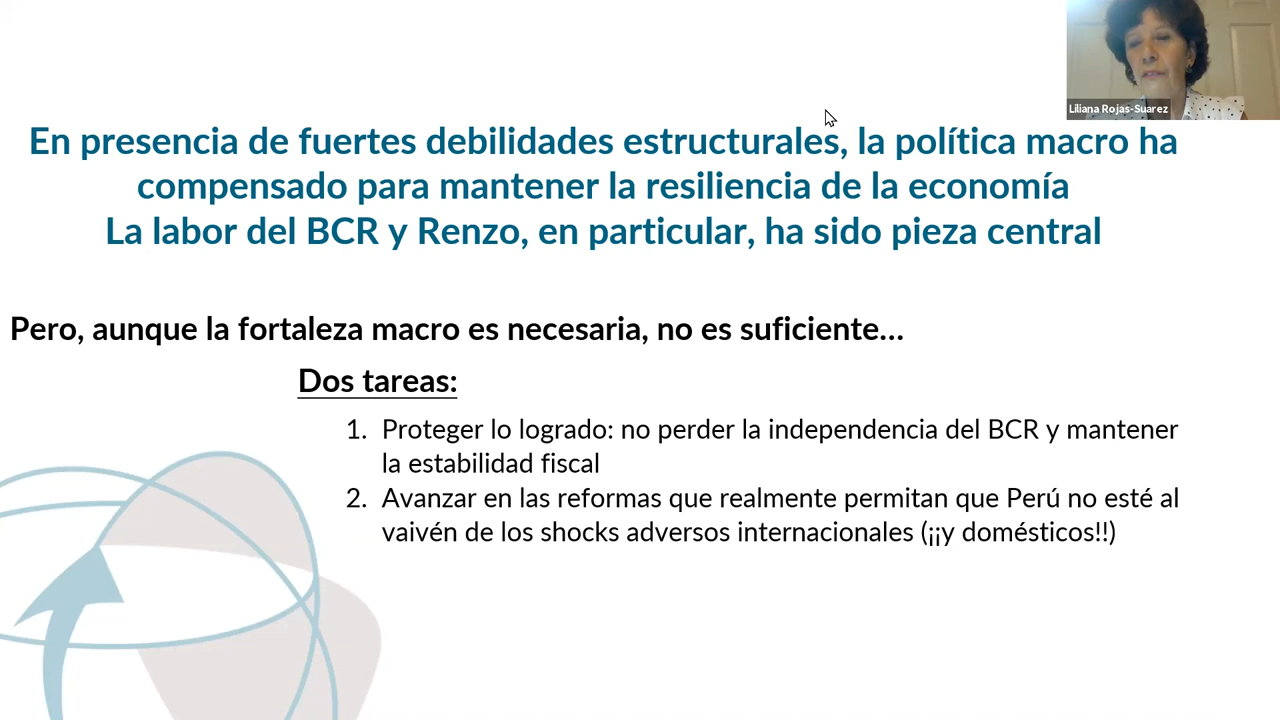 Liliana Rojas-Suarez
En presencia de fuertes debilidades estructurales, la política macro ha
compensado para mantener la resiliencia de la economía
La labor del BCR y Renzo, en particular, ha sido pieza central
Pero, aunque la fortaleza macro es necesaria, no es suficiente...
Dos tareas:
1. Proteger lo logrado: no perder la independencia del BCR y mantener
la estabilidad fiscal
2. Avanzar en las reformas que realmente permitan que Perú no esté al
vaivén de los shocks adversos internacionales (¡¡y domésticos!!)